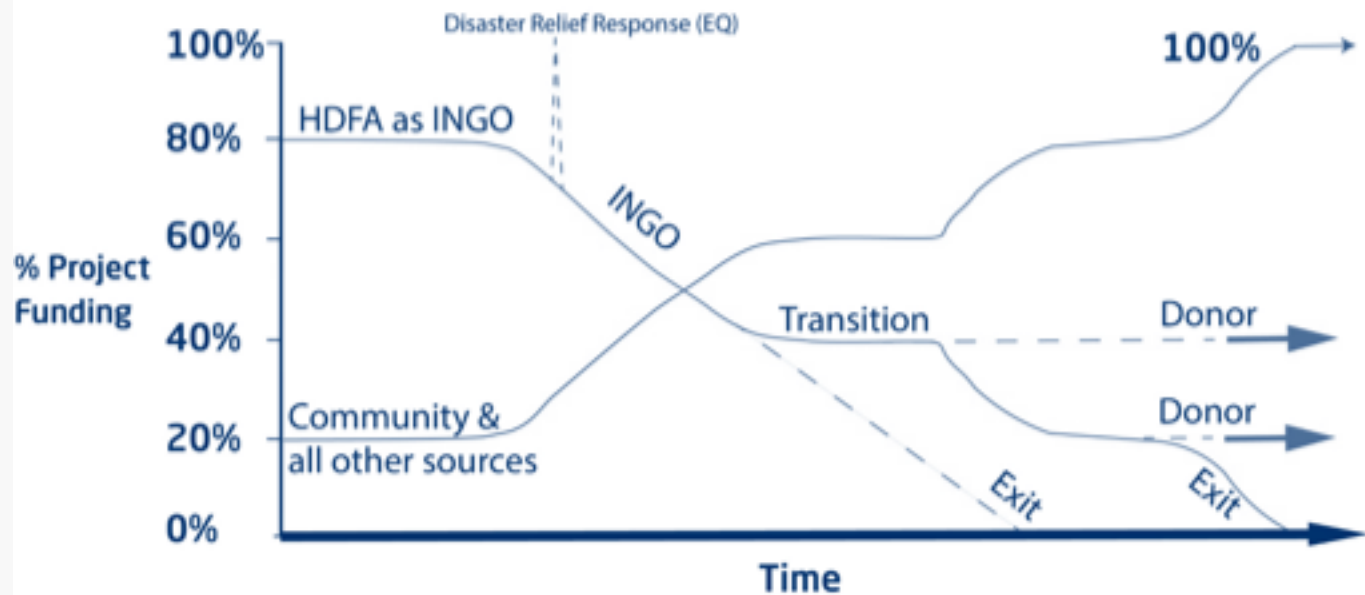 Disaster Relief Response (EQ)
100%
100%
HDFA as INGO
80%
INGO
60%
% Project
Funding
Transition
Donor
40%
Donor
Community &
20%
all other sources
Exit
Exit
0%
Time